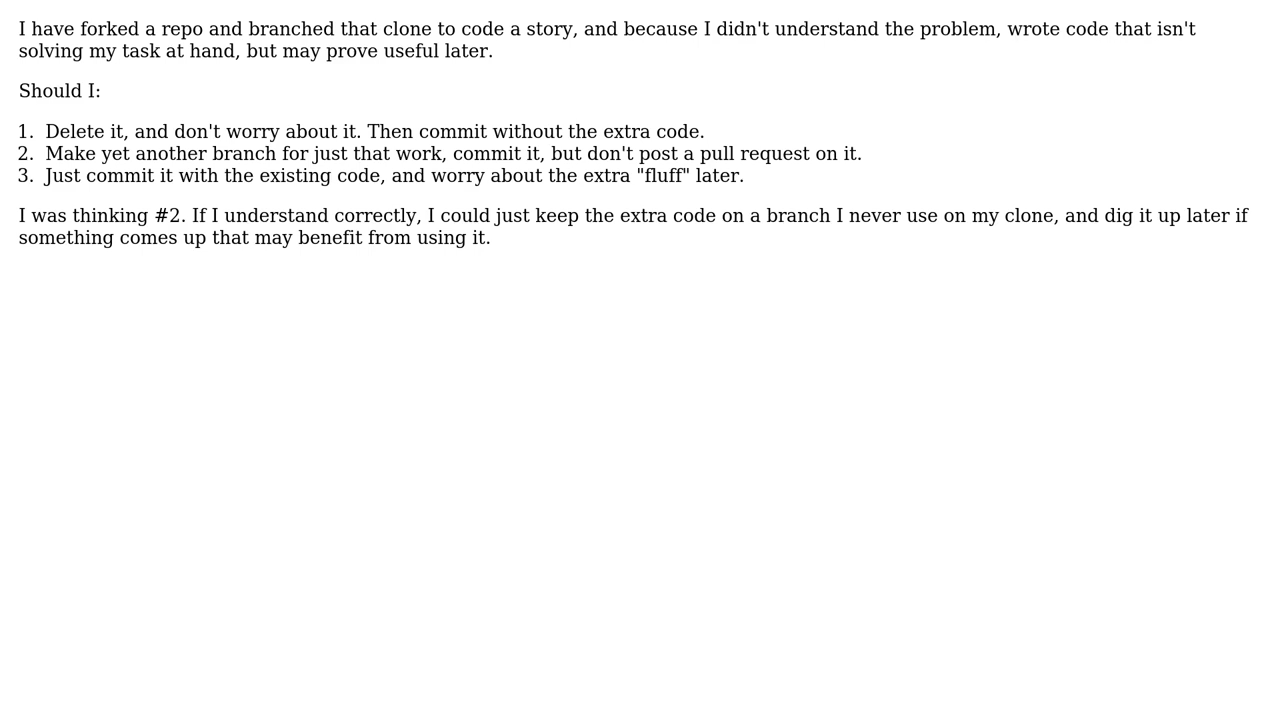 I have forked a repo and branched that clone to code a story, and because I didn't understand the problem, wrote code that isn't
solving my task at hand, but may prove useful later.
Should I:
1. Delete it, and don't worry about it. Then commit without the extra code.
2. Make yet another branch for just that work, commit it, but don't post a pull request on it.
3. Just commit it with the existing code, and worry about the extra "fluff" later.
I was thinking #2. If I understand correctly, I could just keep the extra code on a branch I never use on my clone, and dig it up later if
something comes up that may benefit from using it.